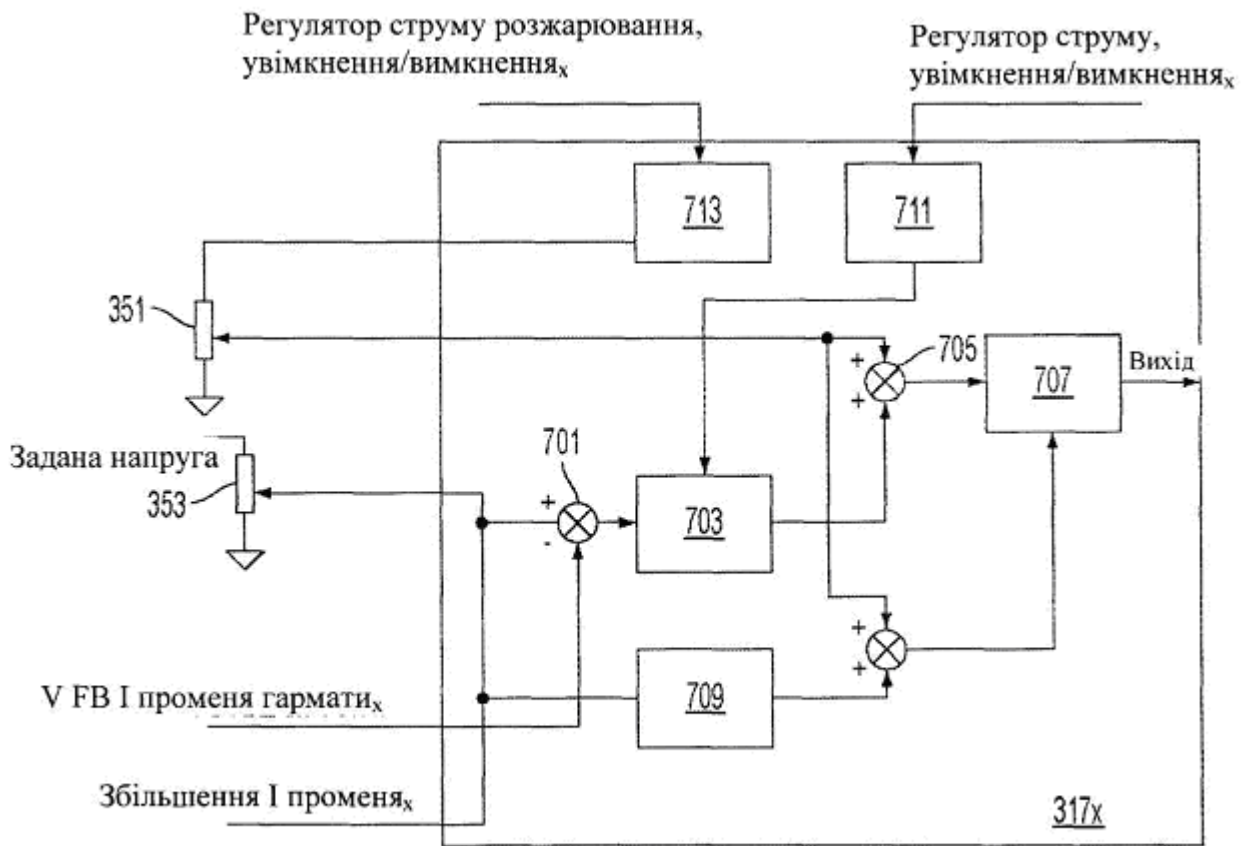 Регулятор струму розжарювання,
увімкнення/вимкненняx
Регулятор струму,
увімкнення/вимкненняx
713
711
351
705
707
Вихід
Задана напруга
353
701
+
-
703
+
+
+
+
V FB I променя гарматиx
709
Збільшення I променяx
317x